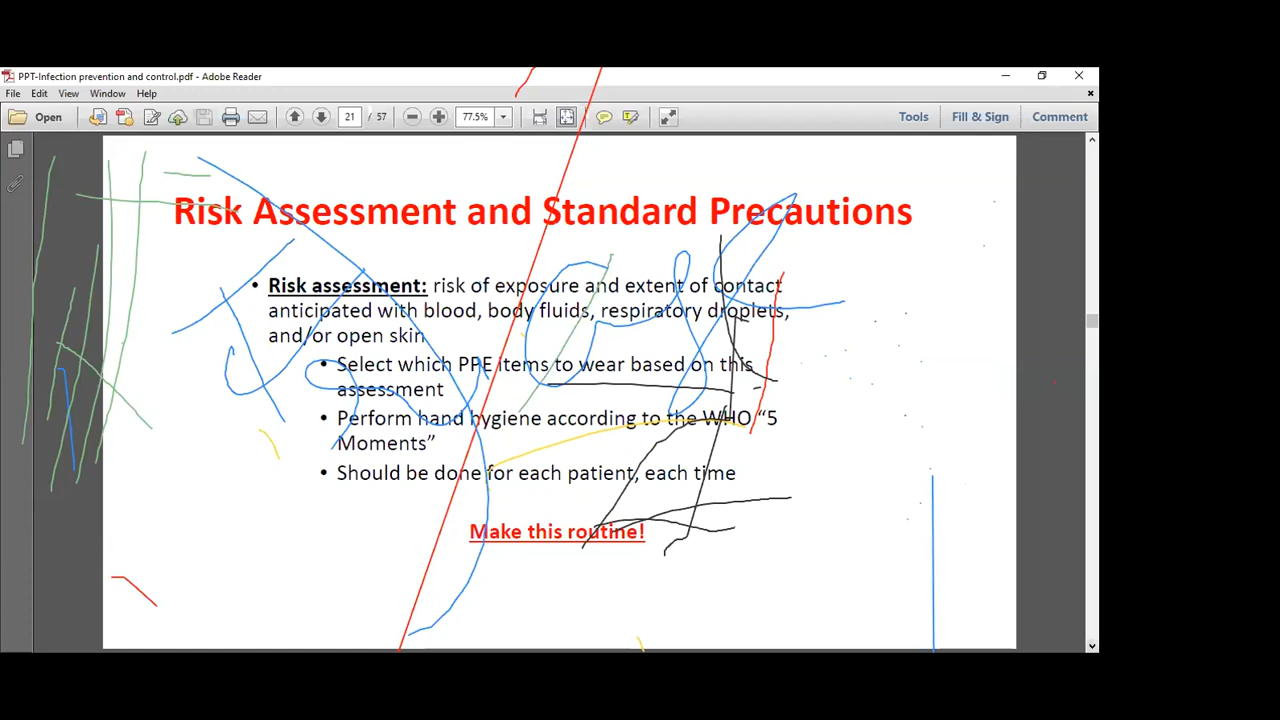 PPT-Infection prevention and control.pdf - Adobe Reader
File Edit View Window Help
Open 21 / 57 77.5% Tools Fill & Sign Comment
Risk Assessment and Standard Precautions
• Risk assessment: risk of exposure and extent of contact
anticipated with blood, body fluids, respiratory droplets,
and/or open skin
• Select which PPE items to wear based on this
assessment
• Perform hand hygiene according to the WHO “5
Moments”
• Should be done for each patient, each time
Make this routine!